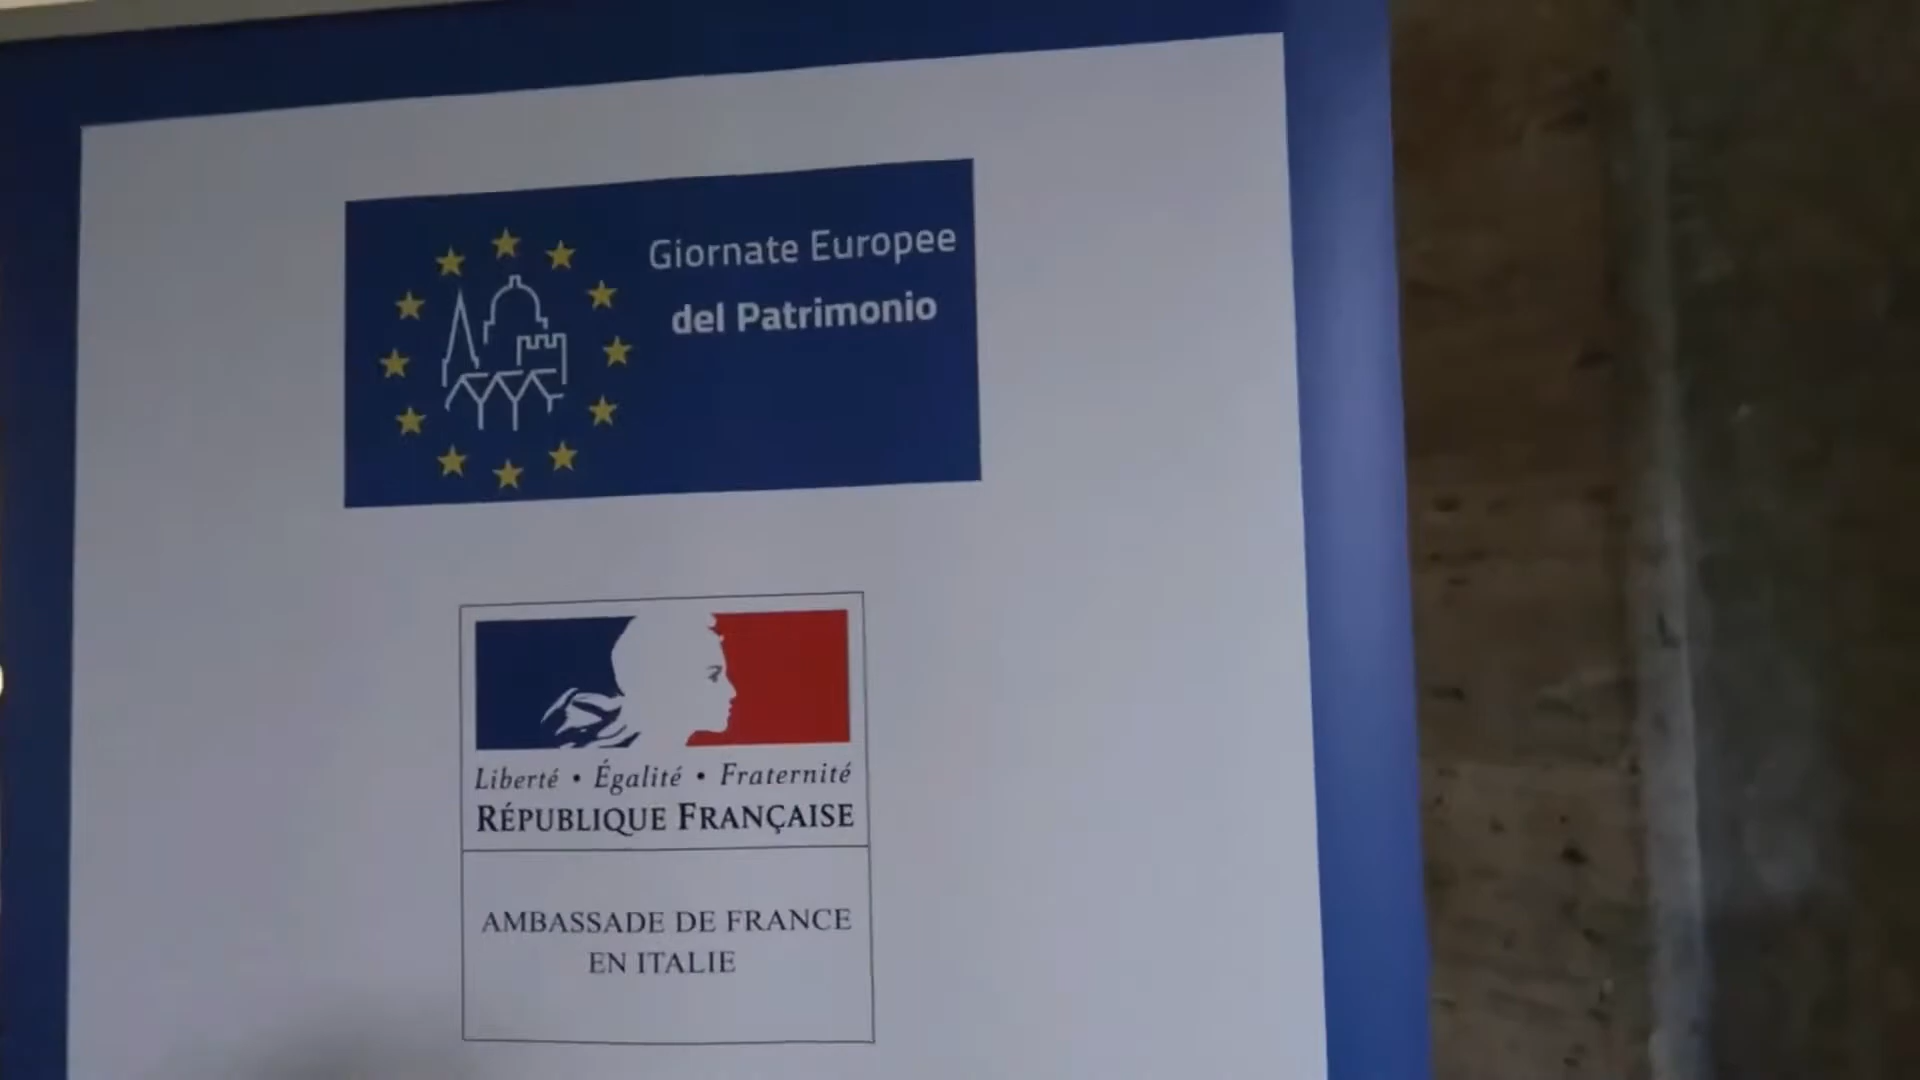 Giornate Europee
del Patrimonio
Liberté • Égalité • Fraternité
RÉPUBLIQUE FRANÇAISE
AMBASSADE DE FRANCE
EN ITALIE